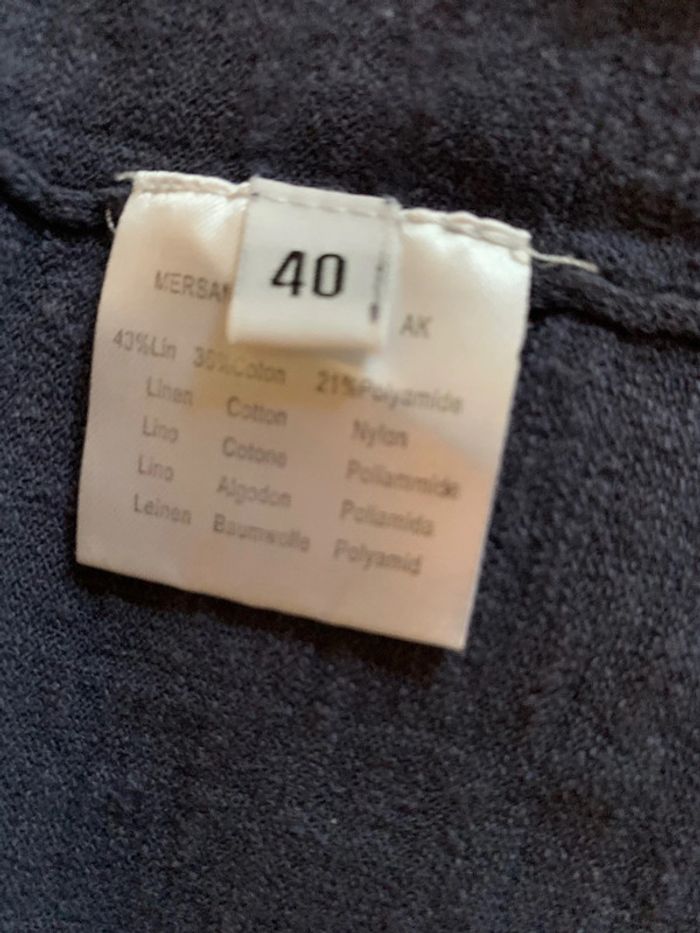 40
MERSAN AK
43%Lin 36%Coton 21%Polyamide
Linen Cotton Nylon
Lino Cotone Poliammide
Lino Algodon Poliamida
Leinen Baumwolle Polyamid